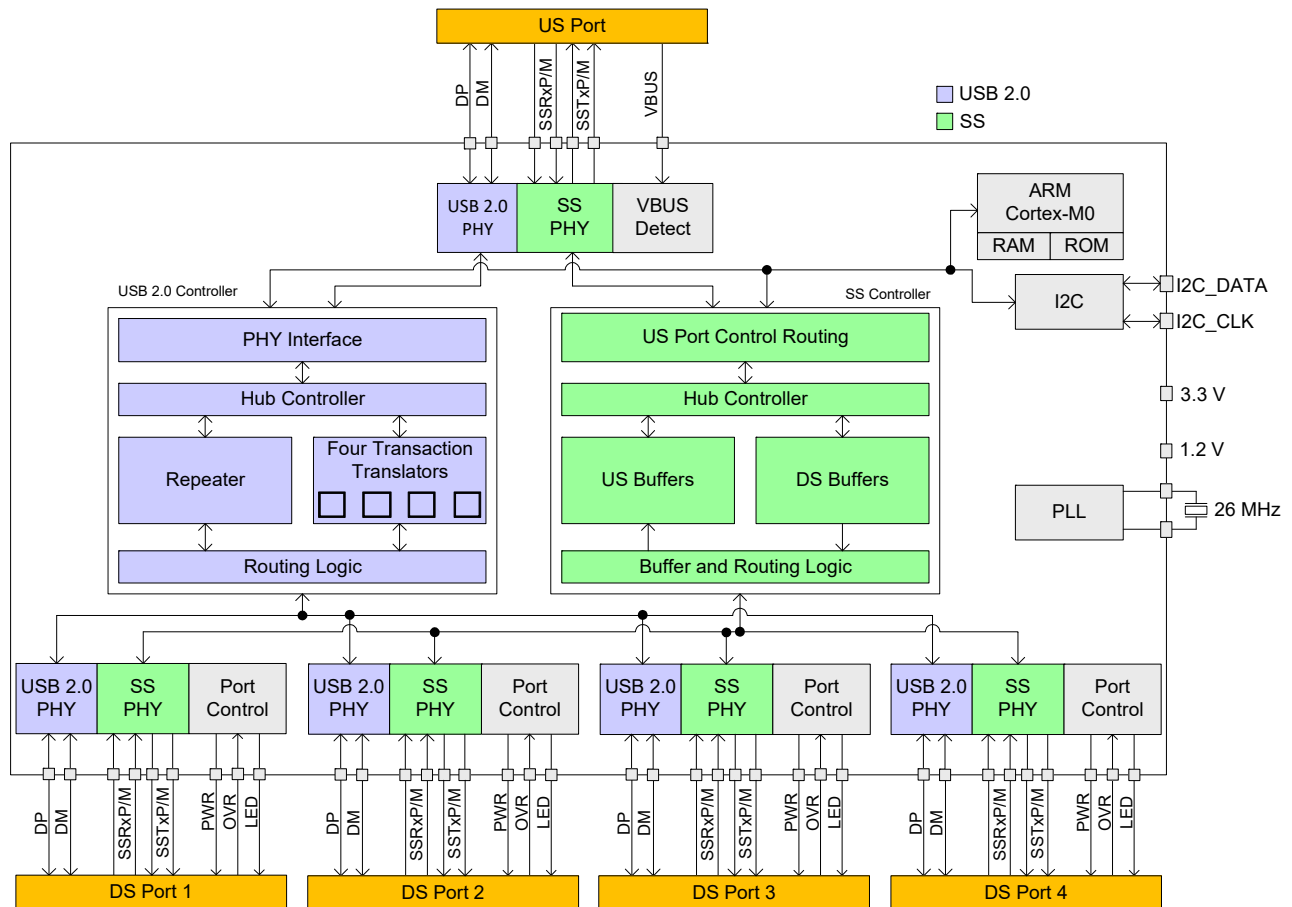 US Port
DP
DM
SSRxP/M
SSTxP/M
VBUS
USB 2.0
SS
USB 2.0
PHY
SS
PHY
VBUS
Detect
ARM
Cortex-M0
RAM
ROM
I2C
I2C_DATA
I2C_CLK
3.3 V
1.2 V
PLL
26 MHz
USB 2.0 Controller
PHY Interface
Hub Controller
Repeater
Four Transaction
Translators
Routing Logic
SS Controller
US Port Control Routing
Hub Controller
US Buffers
DS Buffers
Buffer and Routing Logic
USB 2.0
PHY
SS
PHY
Port
Control
USB 2.0
PHY
SS
PHY
Port
Control
USB 2.0
PHY
SS
PHY
Port
Control
USB 2.0
PHY
SS
PHY
Port
Control
DP
DM
SSRxP/M
SSTxP/M
PWR
OVR
LED
DP
DM
SSRxP/M
SSTxP/M
PWR
OVR
LED
DP
DM
SSRxP/M
SSTxP/M
PWR
OVR
LED
DP
DM
SSRxP/M
SSTxP/M
PWR
OVR
LED
DS Port 1
DS Port 2
DS Port 3
DS Port 4